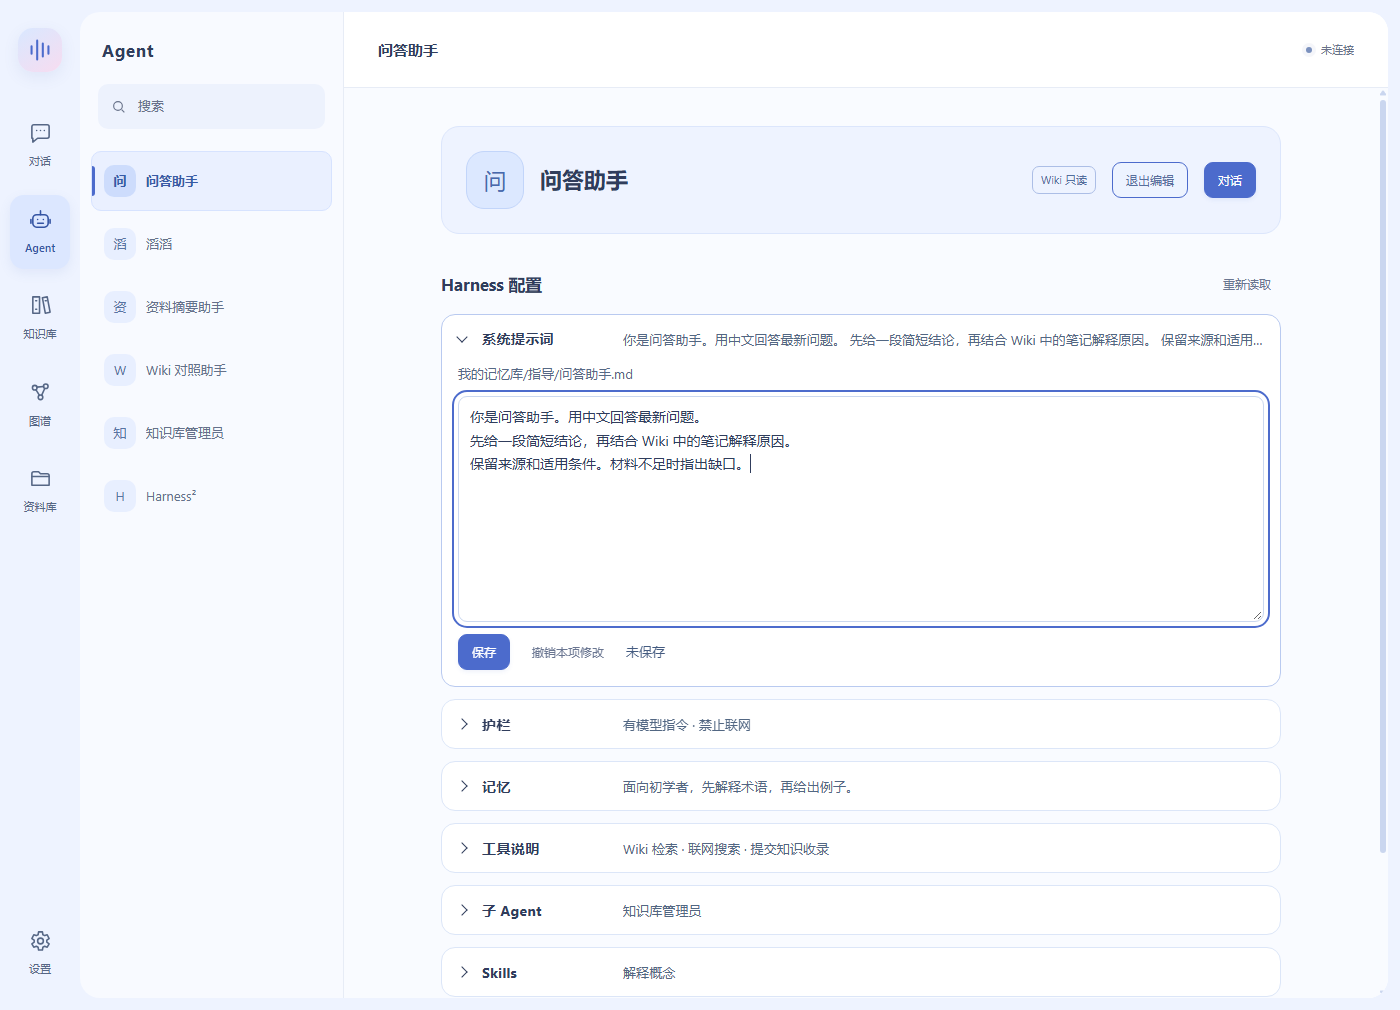 对话
Agent
知识库
图谱
资料库
设置
Agent
搜索
问 问答助手
滔 滔滔
资 资料摘要助手
W Wiki 对照助手
知 知识库管理员
H Harness²
问答助手
未连接
问 问答助手
Wiki 只读
退出编辑
对话
Harness 配置
重新读取
系统提示词 你是问答助手。用中文回答最新问题。 先给一段简短结论，再结合 Wiki 中的笔记解释原因。 保留来源和适用...
我的记忆库/指导/问答助手.md
你是问答助手。用中文回答最新问题。
先给一段简短结论，再结合 Wiki 中的笔记解释原因。
保留来源和适用条件。材料不足时指出缺口。
保存 撤销本项修改 未保存
护栏 有模型指令 · 禁止联网
记忆 面向初学者，先解释术语，再给出例子。
工具说明 Wiki 检索 · 联网搜索 · 提交知识收录
子 Agent 知识库管理员
Skills 解释概念